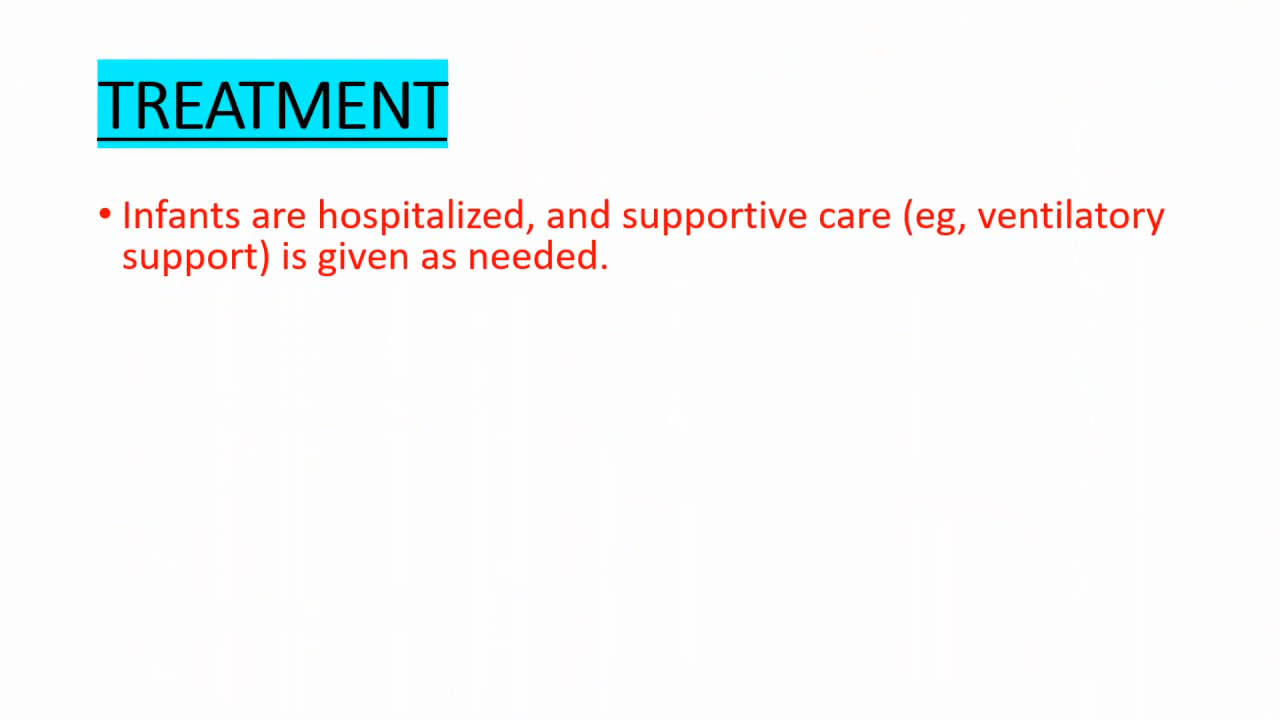 TREATMENT
• Infants are hospitalized, and supportive care (eg, ventilatory
support) is given as needed.